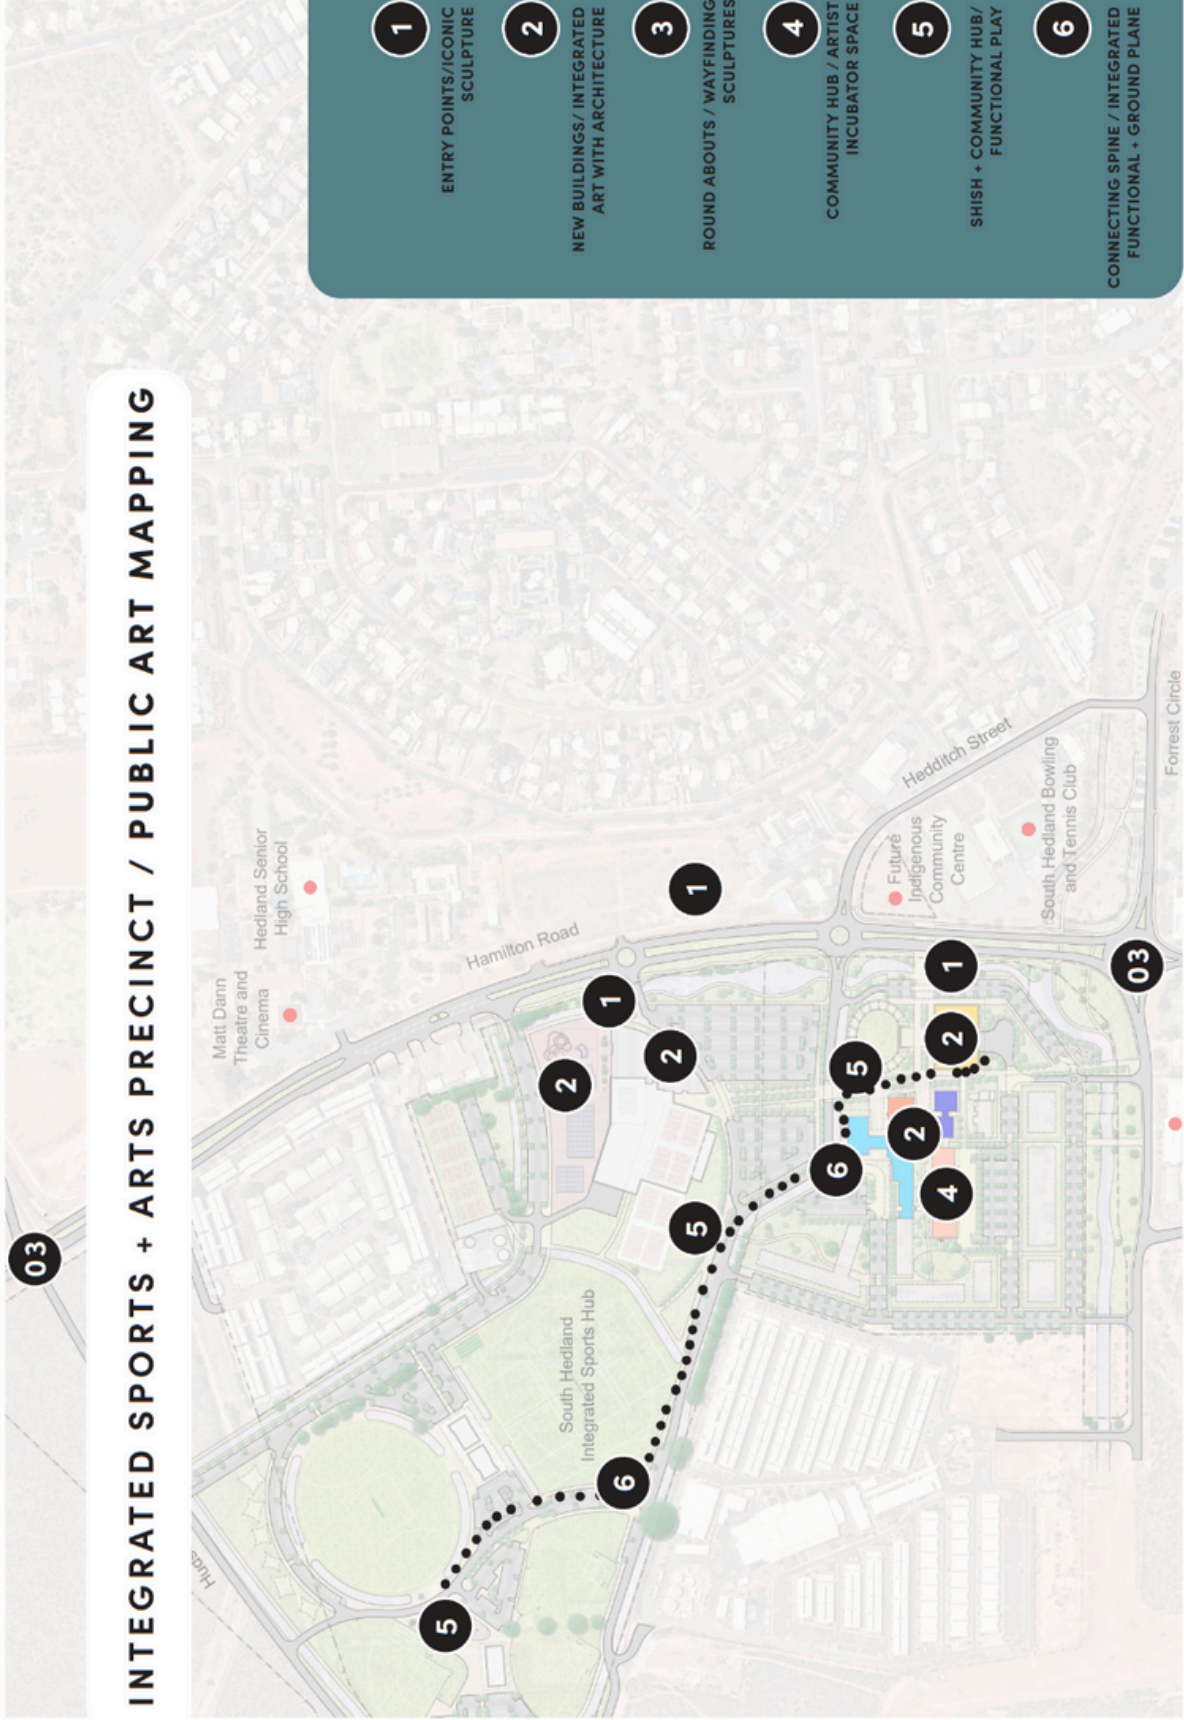 INTEGRATED SPORTS + ARTS PRECINCT / PUBLIC ART MAPPING
1
ENTRY POINTS/ICONIC
SCULPTURE
2
NEW BUILDINGS/ INTEGRATED
ART WITH ARCHITECTURE
3
ROUND ABOUTS / WAYFINDING
SCULPTURES
4
COMMUNITY HUB / ARTIST
INCUBATOR SPACE
5
SHISH + COMMUNITY HUB/
FUNCTIONAL PLAY
6
CONNECTING SPINE / INTEGRATED
FUNCTIONAL + GROUND PLANE
03
Matt Dann
Theatre and
Cinema
Hedland Senior
High School
Hamilton Road
1
1
2
2
5
South Hedland
Integrated Sports Hub
5
6
6
5
Hedditch Street
Future
Indigenous
Community
Centre
1
2
2
4
South Hedland Bowling
and Tennis Club
03
Forrest Circle